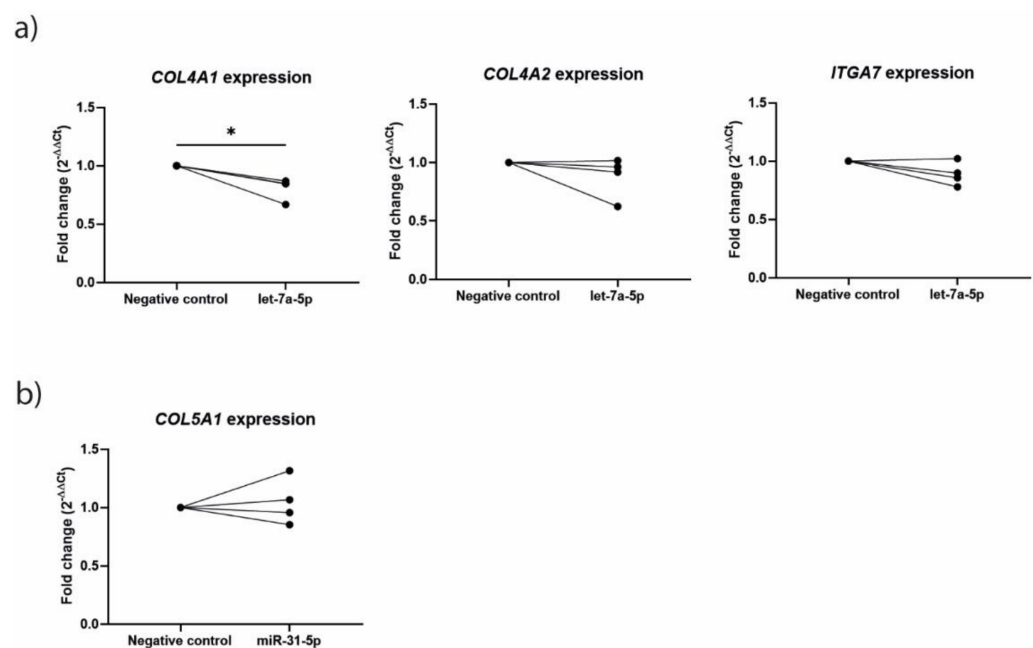 a)
COL4A1 expression
Fold change (2-ΔΔCt)
1.5
1.0
0.5
0.0
*
Negative control
let-7a-5p
COL4A2 expression
Fold change (2-ΔΔCt)
1.5
1.0
0.5
0.0
Negative control
let-7a-5p
ITGA7 expression
Fold change (2-ΔΔCt)
1.5
1.0
0.5
0.0
Negative control
let-7a-5p
b)
COL5A1 expression
Fold change (2-ΔΔCt)
1.5
1.0
0.5
0.0
Negative control
miR-31-5p